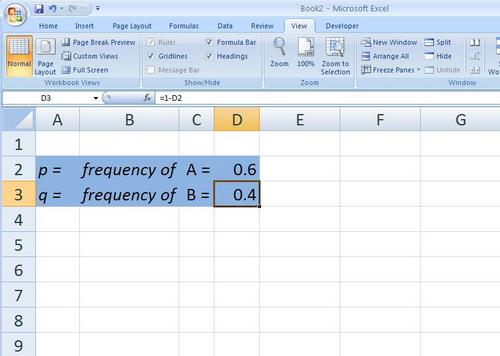 Book2 - Microsoft Excel
Home Insert Page Layout Formulas Data Review View Developer
Normal Page Layout Page Break Preview Custom Views Full Screen
Ruler Formula Bar Gridlines Headings Message Bar
Zoom 100% Zoom to Selection
New Window Arrange All Freeze Panes Split Hide Unhide
Workbook Views Show/Hide Zoom Window
D3 fx =1-D2
A B C D E F G
1
2 p = frequency of A = 0.6
3 q = frequency of B = 0.4
4
5
6
7
8
9